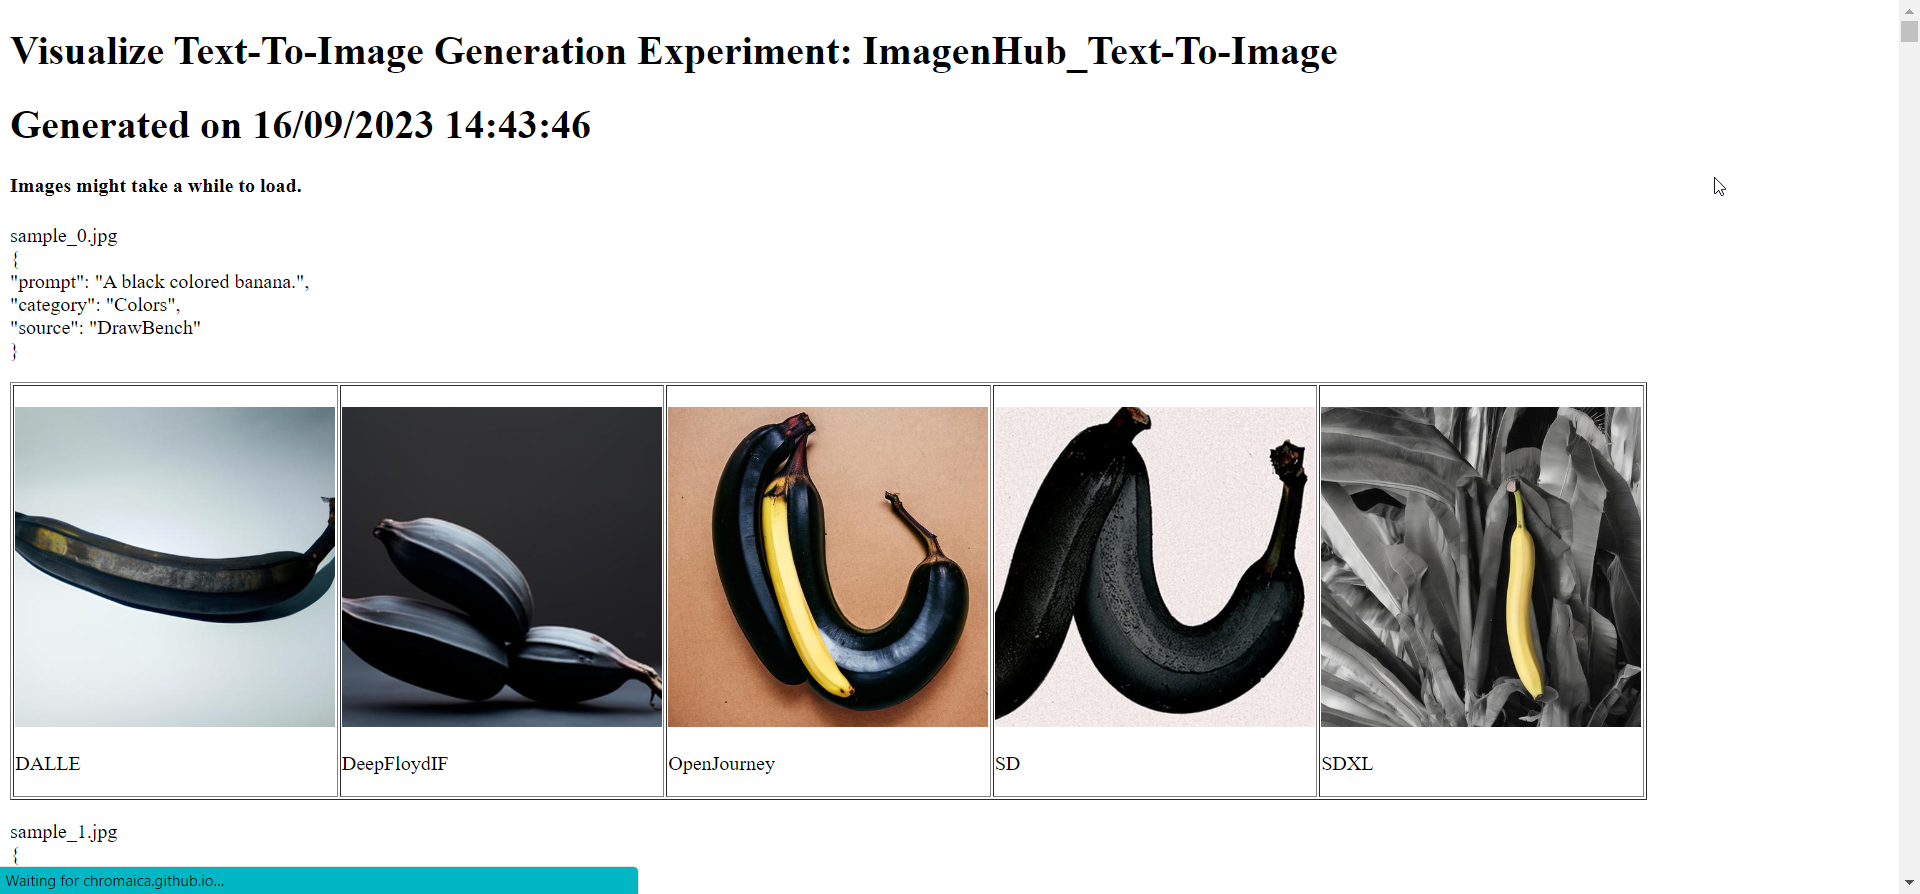 Visualize Text-To-Image Generation Experiment: ImagenHub_Text-To-Image
Generated on 16/09/2023 14:43:46
Images might take a while to load.
sample_0.jpg
{
"prompt": "A black colored banana.",
"category": "Colors",
"source": "DrawBench"
}
DALLE
DeepFloydIF
OpenJourney
SD
SDXL
sample_1.jpg
{
Waiting for chromaica.github.io...